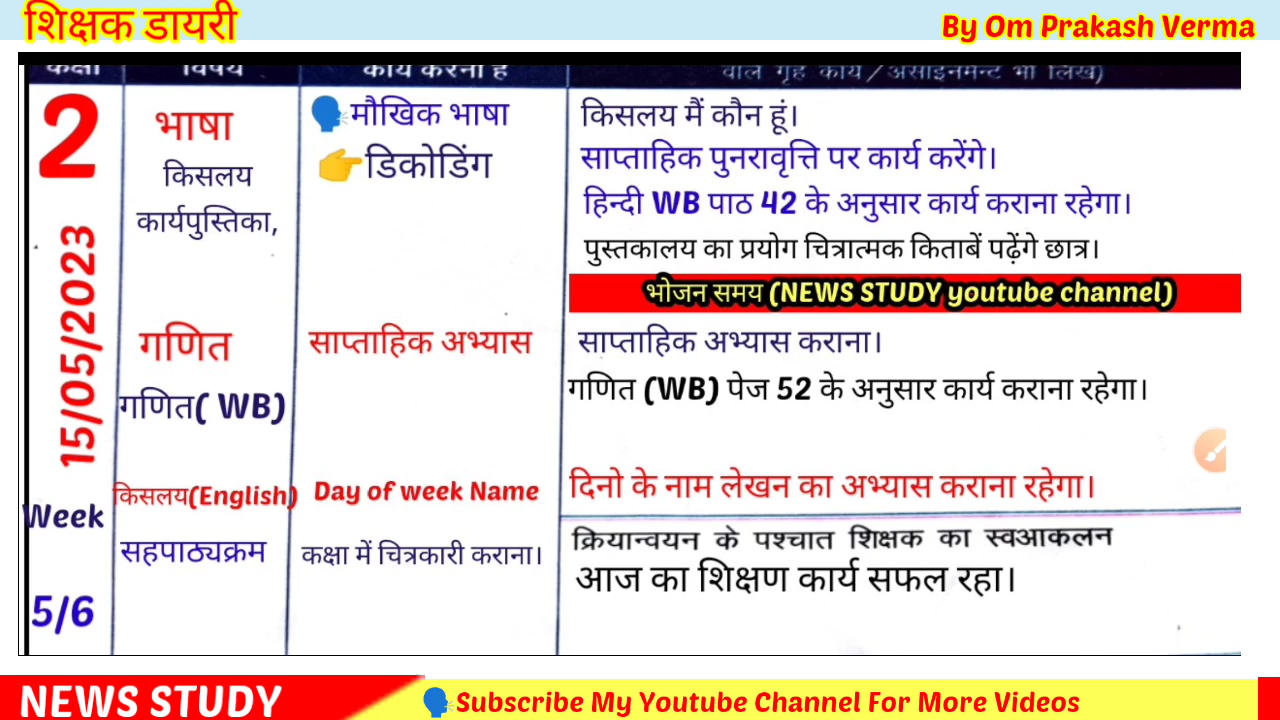 शिक्षक डायरी
By Om Prakash Verma
कक्षा विषय कार्य करना है वाले गृह कार्य / असाइनमेन्ट भी लिखें)
2
15/05/2023
Week
5/6
भाषा
किसलय
कार्यपुस्तिका,
🗣️मौखिक भाषा
👉डिकोडिंग
किसलय मैं कौन हूं।
साप्ताहिक पुनरावृत्ति पर कार्य करेंगे।
हिन्दी WB पाठ 42 के अनुसार कार्य कराना रहेगा।
पुस्तकालय का प्रयोग चित्रात्मक किताबें पढ़ेंगे छात्र।
भोजन समय (NEWS STUDY youtube channel)
गणित
गणित( WB)
साप्ताहिक अभ्यास
साप्ताहिक अभ्यास कराना।
गणित (WB) पेज 52 के अनुसार कार्य कराना रहेगा।
किसलय(English)
Day of week Name
दिनो के नाम लेखन का अभ्यास कराना रहेगा।
सहपाठ्यक्रम
कक्षा में चित्रकारी कराना।
क्रियान्वयन के पश्चात शिक्षक का स्वआकलन
आज का शिक्षण कार्य सफल रहा।
NEWS STUDY
🗣️Subscribe My Youtube Channel For More Videos